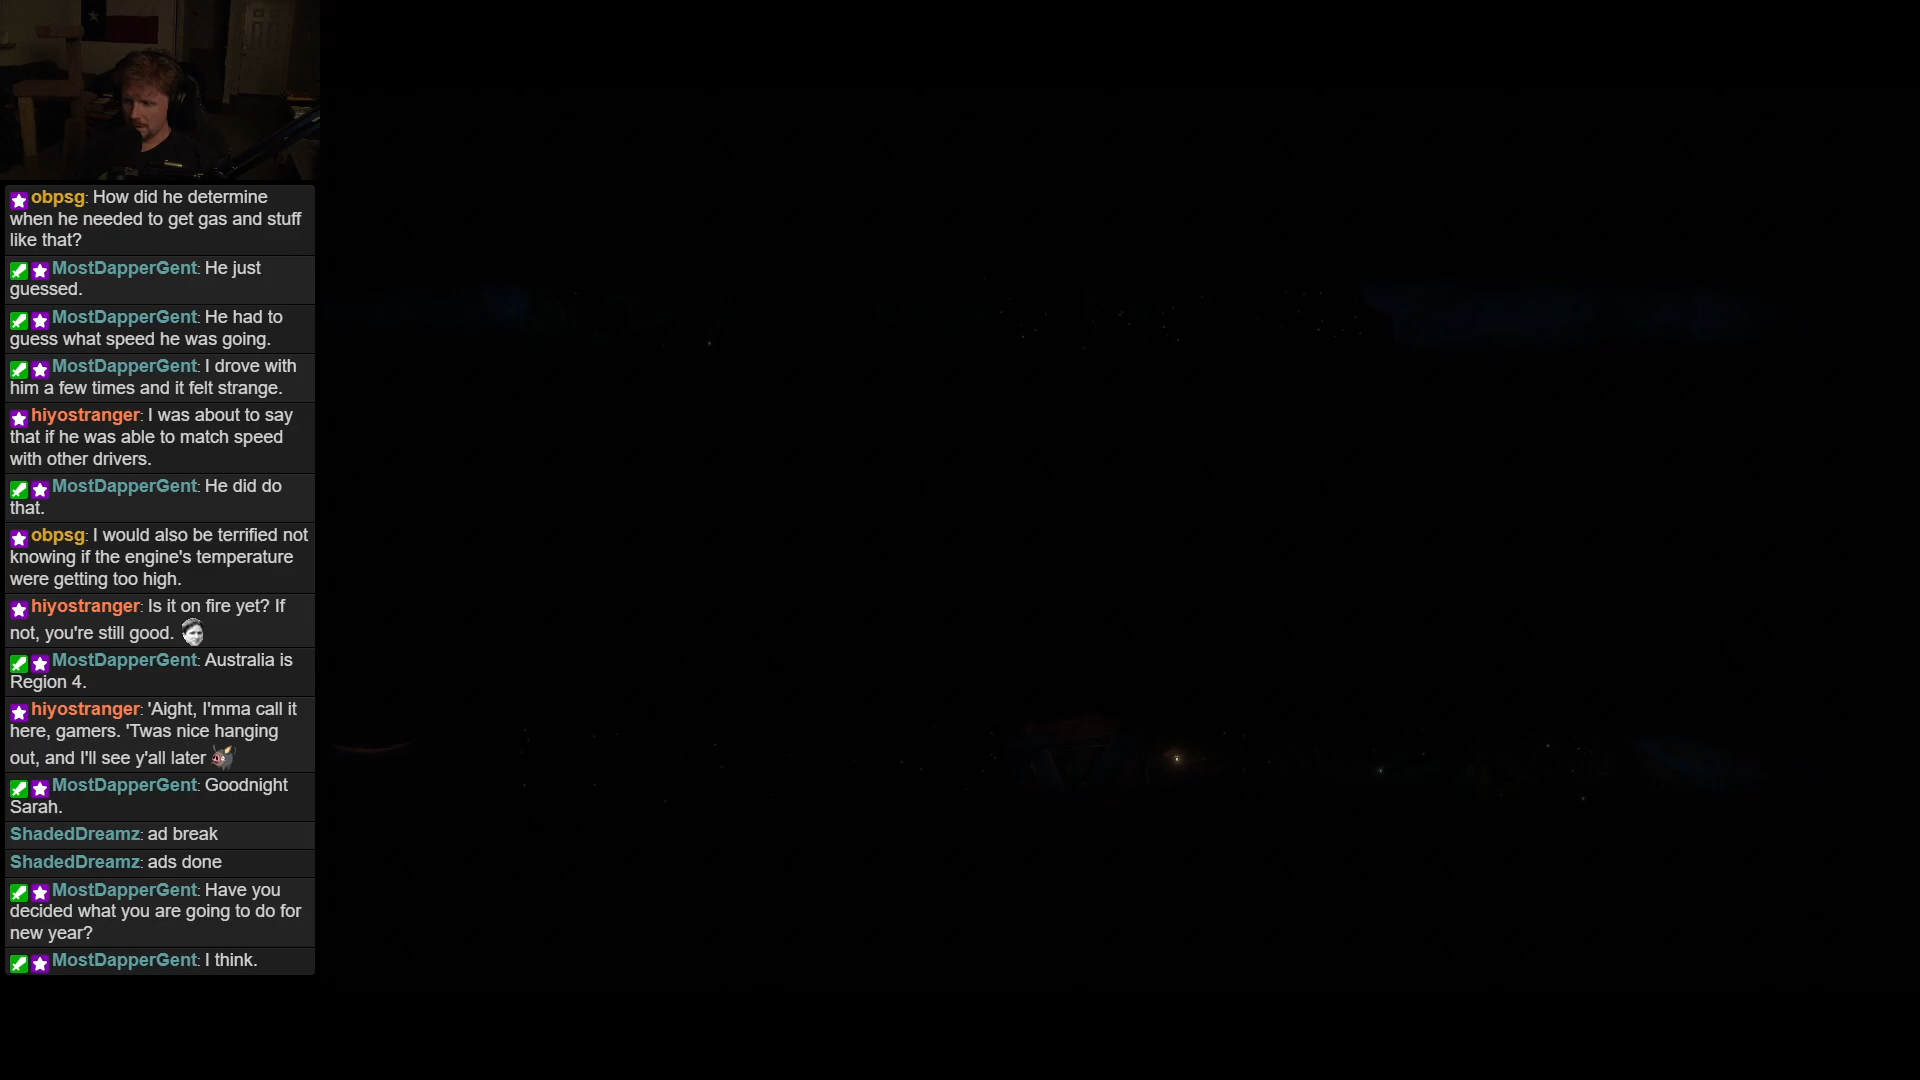 obpsg: How did he determine
when he needed to get gas and stuff
like that?
MostDapperGent: He just
guessed.
MostDapperGent: He had to
guess what speed he was going.
MostDapperGent: I drove with
him a few times and it felt strange.
hiyostranger: I was about to say
that if he was able to match speed
with other drivers.
MostDapperGent: He did do
that.
obpsg: I would also be terrified not
knowing if the engine's temperature
were getting too high.
hiyostranger: Is it on fire yet? If
not, you're still good.
MostDapperGent: Australia is
Region 4.
hiyostranger: 'Aight, I'mma call it
here, gamers. 'Twas nice hanging
out, and I'll see y'all later
MostDapperGent: Goodnight
Sarah.
ShadedDreamz: ad break
ShadedDreamz: ads done
MostDapperGent: Have you
decided what you are going to do for
new year?
MostDapperGent: I think.